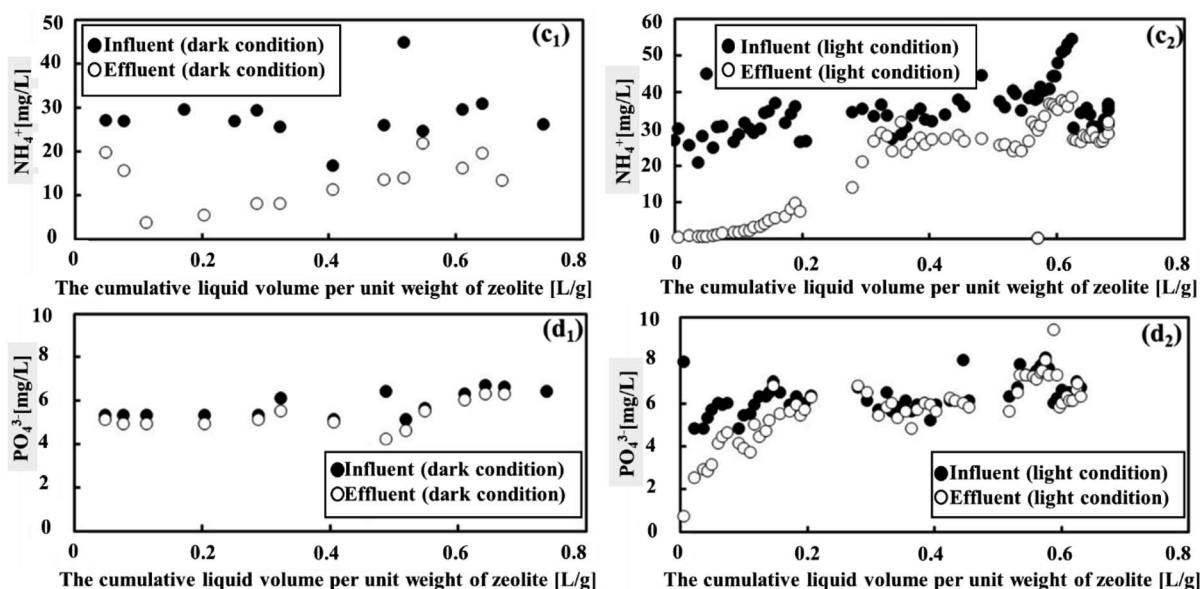 50
40
30
20
10
0
NH₄⁺[mg/L]
Influent (dark condition)
Effluent (dark condition)
(c₁)
0 0.2 0.4 0.6 0.8
The cumulative liquid volume per unit weight of zeolite [L/g]
60
50
40
30
20
10
0
NH₄⁺[mg/L]
Influent (light condition)
Effluent (light condition)
(c₂)
0 0.2 0.4 0.6 0.8
The cumulative liquid volume per unit weight of zeolite [L/g]
10
8
6
4
2
0
PO₄³⁻[mg/L]
(d₁)
Influent (dark condition)
Effluent (dark condition)
0 0.2 0.4 0.6 0.8
The cumulative liquid volume per unit weight of zeolite [L/g]
10
8
6
4
2
0
PO₄³⁻[mg/L]
(d₂)
Influent (light condition)
Effluent (light condition)
0 0.2 0.4 0.6 0.8
The cumulative liquid volume per unit weight of zeolite [L/g]